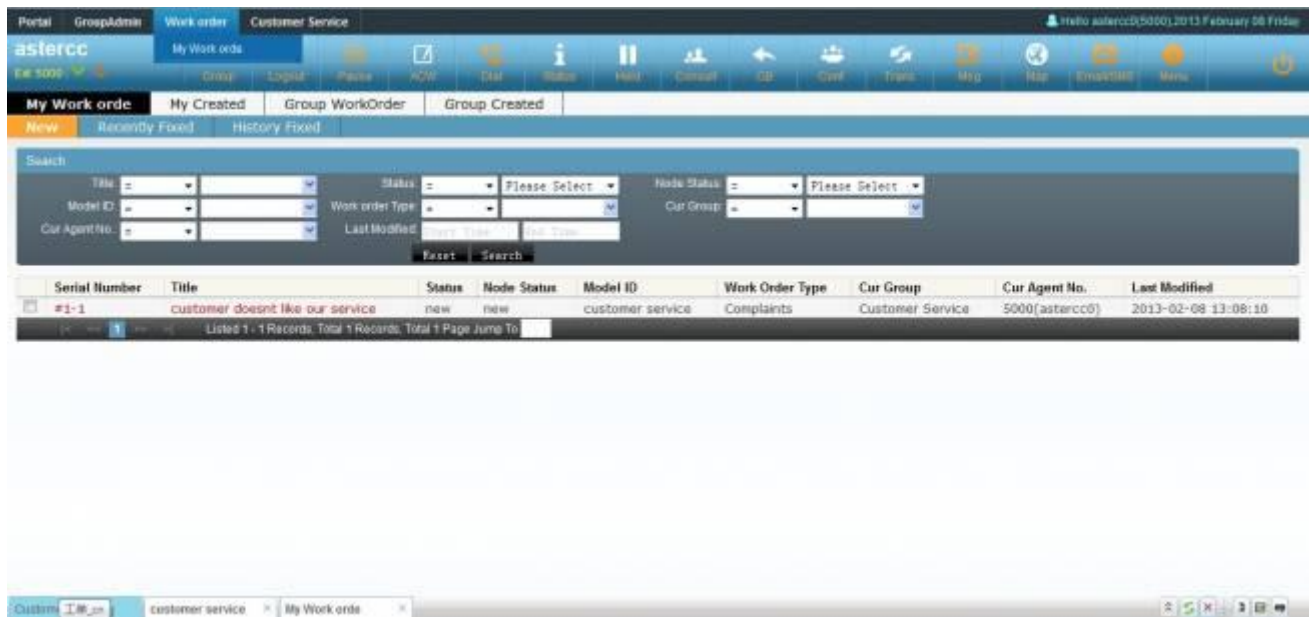 Portal GroupAdmin Work order Customer Service Hello astercc0(5000),2013 February 08 Friday
astercc My Work orde
Ext 5000 Group Logout Pause ACW Dial Status Hold Consult CB Conf Trans Msg Map Email/SMS Menu
My Work orde My Created Group WorkOrder Group Created
New Recently Fixed History Fixed
Search
Title = Status = Please Select Node Status = Please Select
Model ID = Work order Type = Cur Group =
Cur Agent No. = Last Modified Start Time End Time
Reset Search
Serial Number Title Status Node Status Model ID Work Order Type Cur Group Cur Agent No. Last Modified
#1-1 customer doesnt like our service new new customer service Complaints Customer Service 5000(astercc0) 2013-02-08 13:08:10
1 Listed 1 - 1 Records, Total 1 Records, Total 1 Page Jump To
工单_cn customer service × My Work orde ×